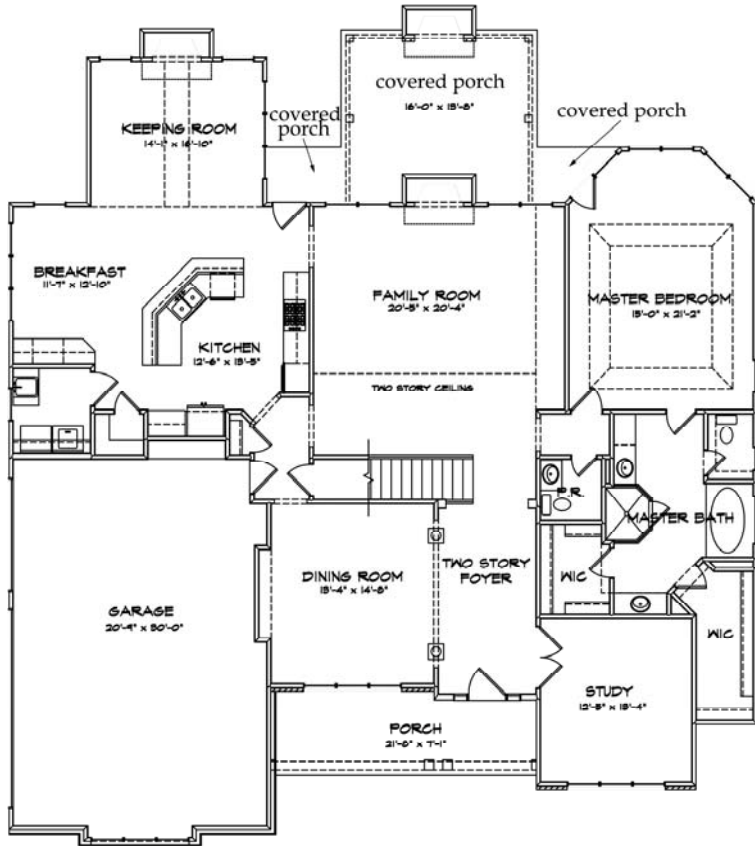 covered porch
16'-0" x 15'-8"
covered
porch
covered porch
KEEPING ROOM
14'-1" x 16'-10"
BREAKFAST
11'-7" x 12'-10"
FAMILY ROOM
20'-5" x 20'-4"
MASTER BEDROOM
15'-0" x 21'-2"
KITCHEN
12'-6" x 15'-5"
TWO STORY CEILING
P.R.
MASTER BATH
TWO STORY
FOYER
DINING ROOM
13'-4" x 14'-8"
WIC
GARAGE
20'-9" x 30'-0"
WIC
STUDY
12'-5" x 13'-4"
PORCH
21'-0" x 7'-1"